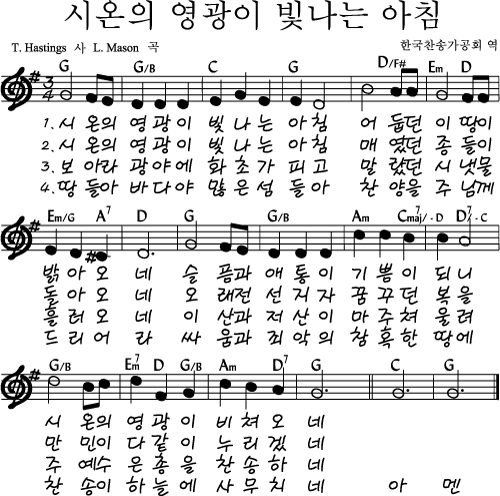 시온의 영광이 빛나는 아침
T. Hastings 사 L. Mason 곡 한국찬송가공회 역
G G/B C G D/F# Em D
3 4
1. 시 온의 영 광 이 빛 나 는 아 침 어 둡던 이 땅이
2. 시 온의 영 광 이 빛 나 는 아 침 매 였던 종 들이
3. 보 아라 광 야 에 화 초 가 피 고 말 랐던 시 냇물
4. 땅 들아 바 다 야 많 은 섬 들 아 찬 양을 주 님께
Em/G A7 D G G/B Am Cmaj7 - D D7 - C
밝 아 오 네 슬 픔과 애 통 이 기 쁨 이 되 니
돌 아 오 네 오 래전 선 지 자 꿈 꾸 던 복 을
흘 러 오 네 이 산과 저 산 이 마 주 쳐 울 려
드 리 어 라 싸 움과 죄 악 의 참 혹 한 땅 에
G/B Em7 D G/B Am D7 G C G
시 온의 영 광 이 비 쳐 오 네
만 민이 다 같 이 누 리 겠 네
주 예수 은 총 을 찬 송 하 네
찬 송이 하 늘 에 사 무 치 네 아 멘